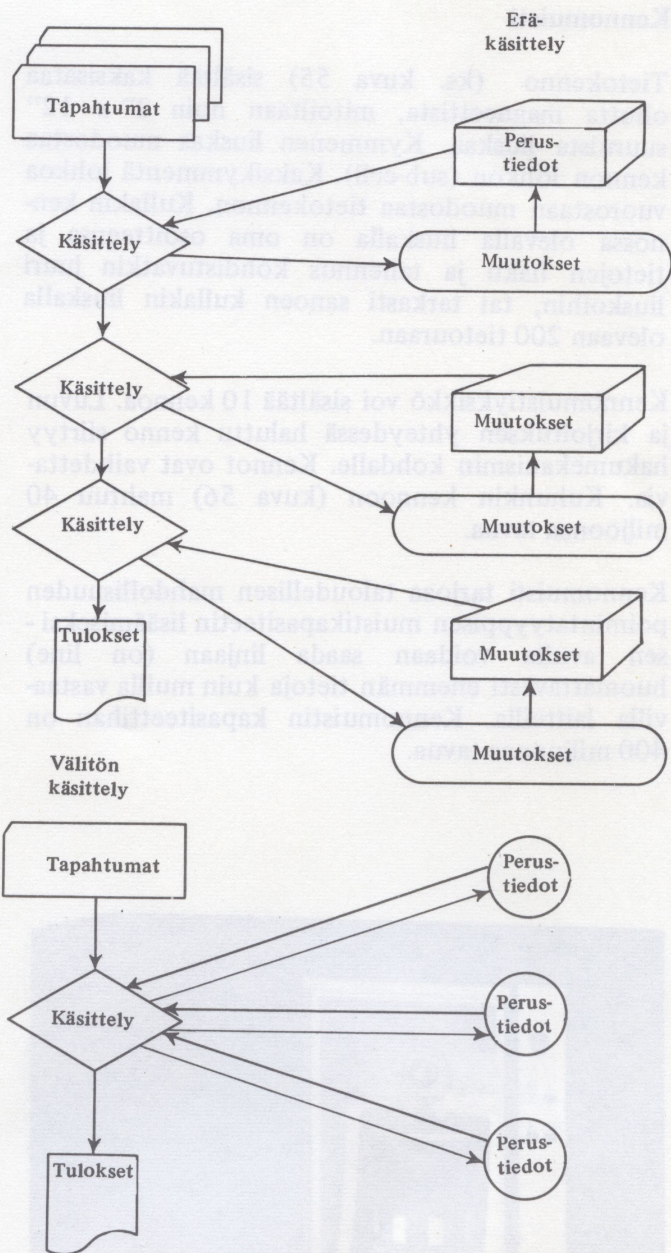 Erä-
käsittely
Tapahtumat
Perus-
tiedot
Käsittely
Muutokset
Käsittely
Muutokset
Käsittely
Muutokset
Tulokset
Muutokset
Muutokset
Välitön
käsittely
Tapahtumat
Perus-
tiedot
Käsittely
Perus-
tiedot
Tulokset
Perus-
tiedot